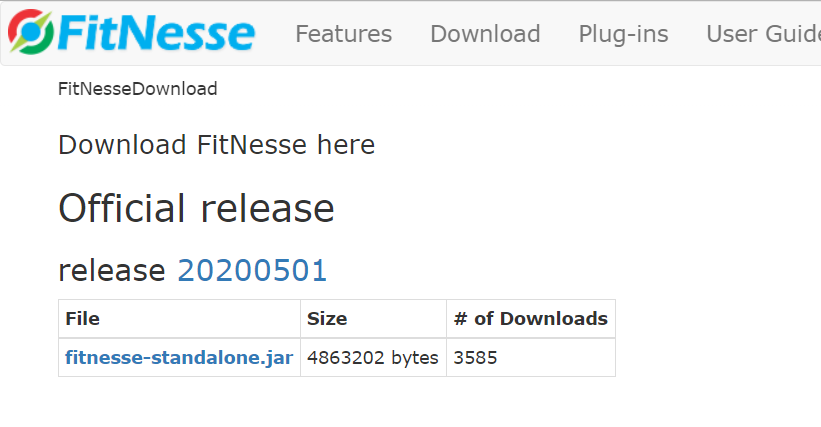 FitNesse Features Download Plug-ins User Guide
FitNesseDownload
Download FitNesse here
Official release
release 20200501
File Size # of Downloads
fitnesse-standalone.jar 4863202 bytes 3585